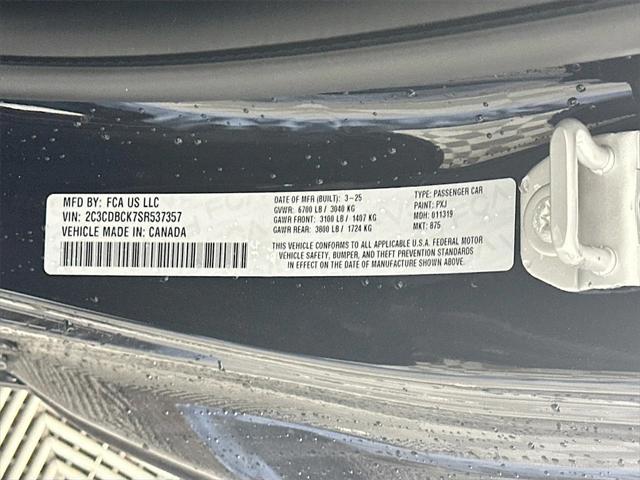 MFD BY: FCA US LLC
VIN: 2C3CDBCK7SR537357
VEHICLE MADE IN: CANADA
DATE OF MFR (BUILT): 3-25
GVWR: 6700 LB / 3040 KG
GAWR FRONT: 3100 LB / 1407 KG
GAWR REAR: 3800 LB / 1724 KG
TYPE: PASSENGER CAR
PAINT: PXJ
MDH: 011319
MKT: 875
THIS VEHICLE CONFORMS TO ALL APPLICABLE U.S.A. FEDERAL MOTOR
VEHICLE SAFETY, BUMPER, AND THEFT PREVENTION STANDARDS
IN EFFECT ON THE DATE OF MANUFACTURE SHOWN ABOVE.